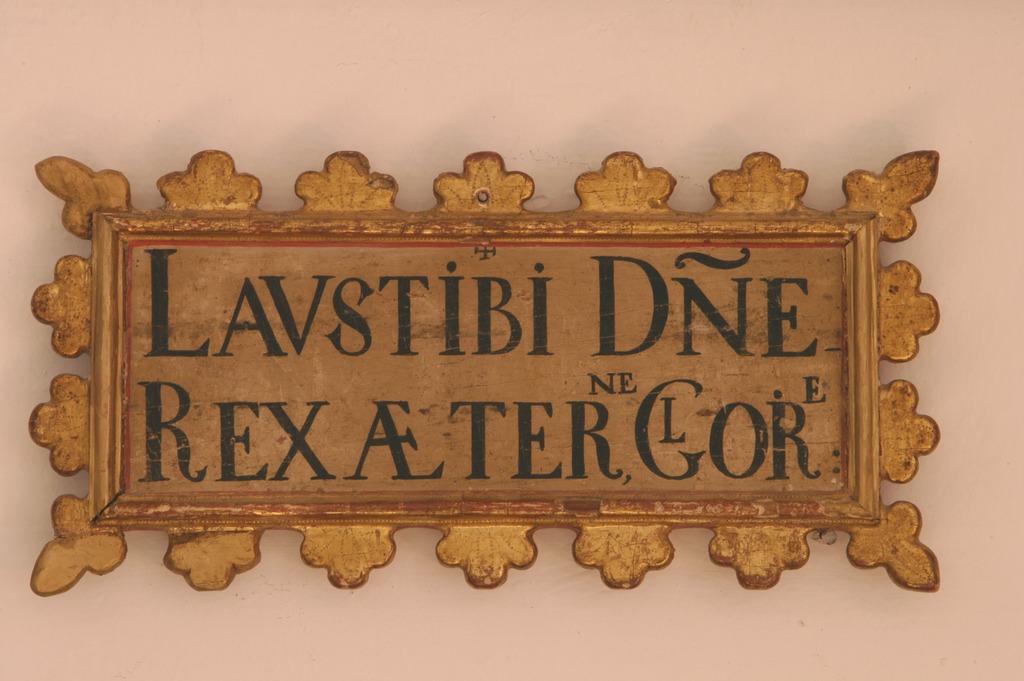 LAVS TIBI DÑE
REX ÆTERNE, GLORE